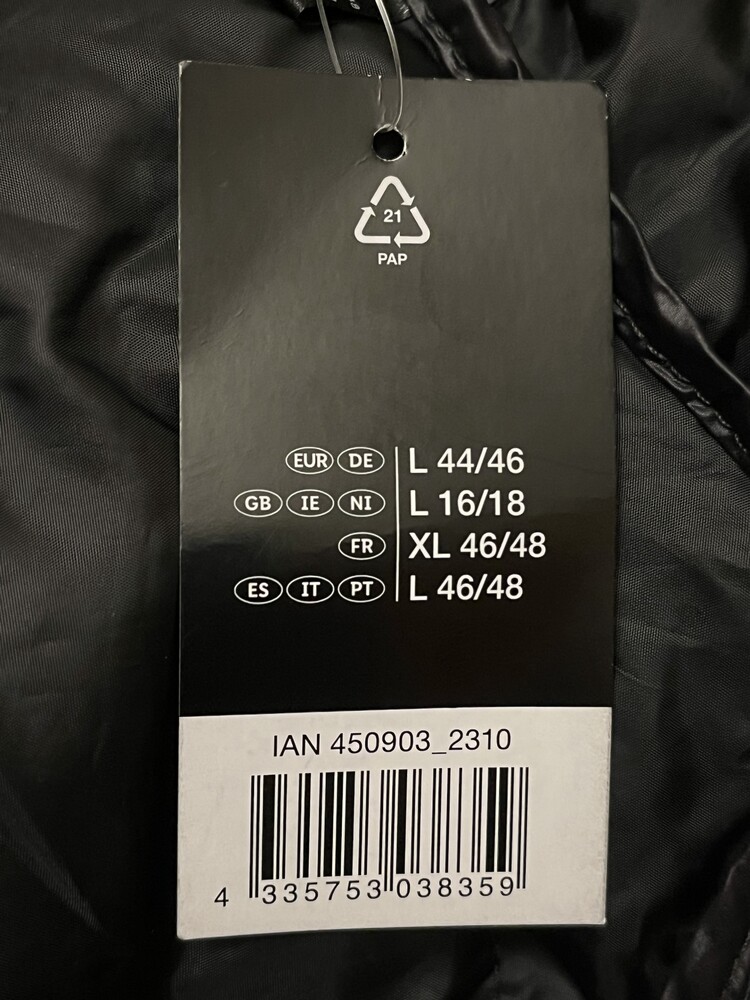 21
PAP
EUR DE L 44/46
GB IE NI L 16/18
FR XL 46/48
ES IT PT L 46/48
IAN 450903_2310
4 335753 038359